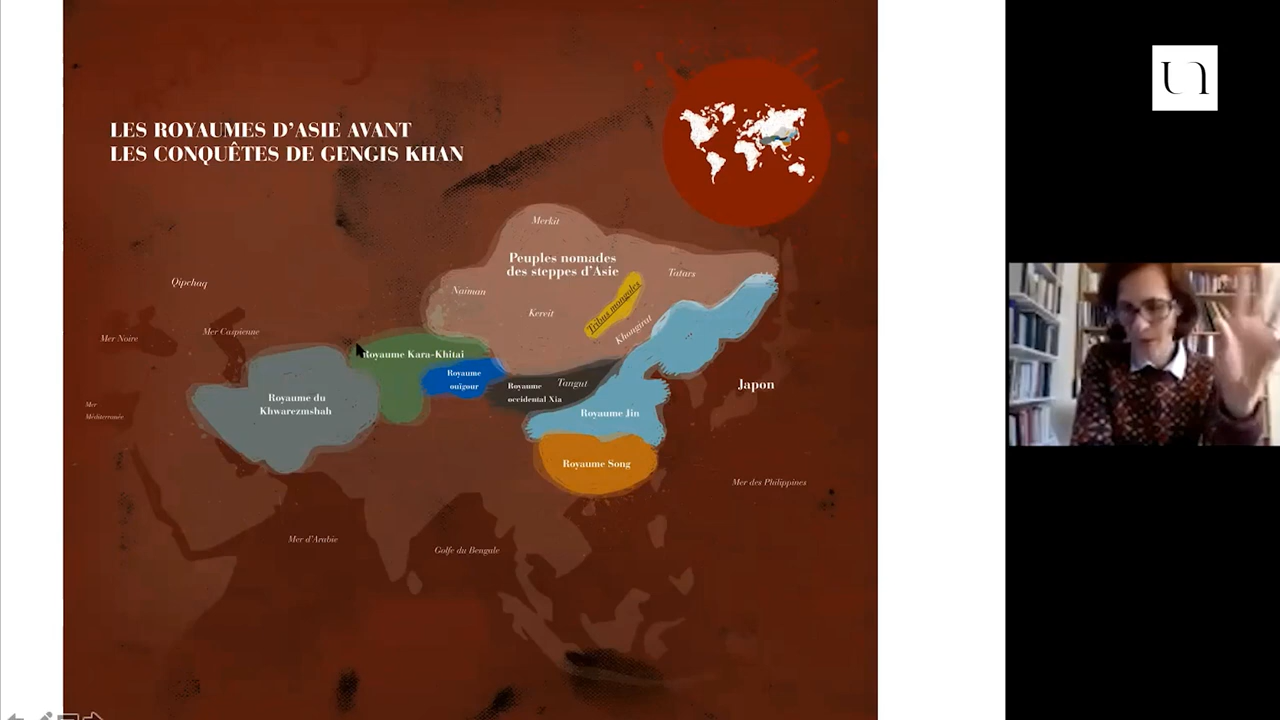 LES ROYAUMES D'ASIE AVANT
LES CONQUÊTES DE GENGIS KHAN
Merkit
Peuples nomades
des steppes d'Asie
Tatars
Qipchaq
Naïman
Tribus mongoles
Kereit
Khongirat
Mer Noire
Mer Caspienne
Royaume Kara-Khitai
Royaume
ouïgour
Royaume
occidental Xia
Tangut
Japon
Mer
Méditerranée
Royaume du
Khwarezmshah
Royaume Jin
Royaume Song
Mer des Philippines
Mer d'Arabie
Golfe du Bengale